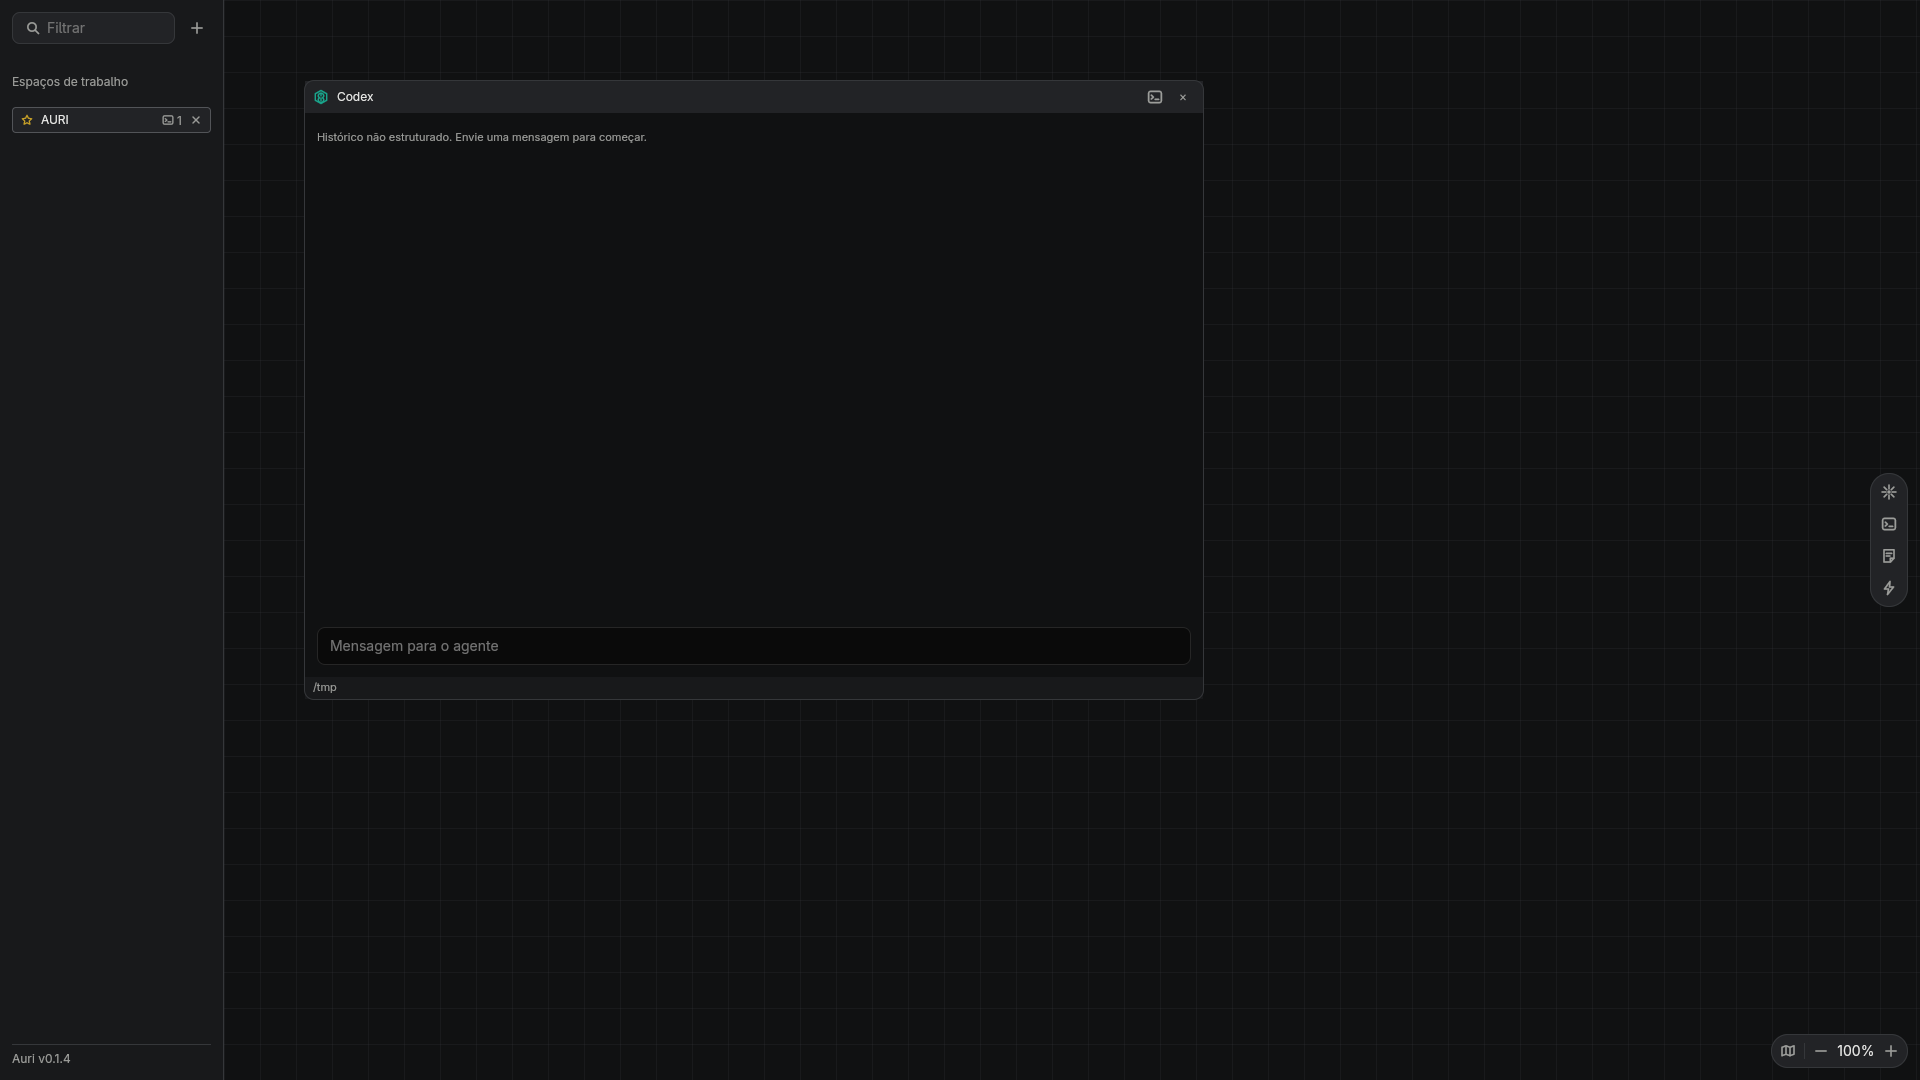 Filtrar
Espaços de trabalho
AURI 1
Codex
Histórico não estruturado. Envie uma mensagem para começar.
Mensagem para o agente
/tmp
Auri v0.1.4
100%